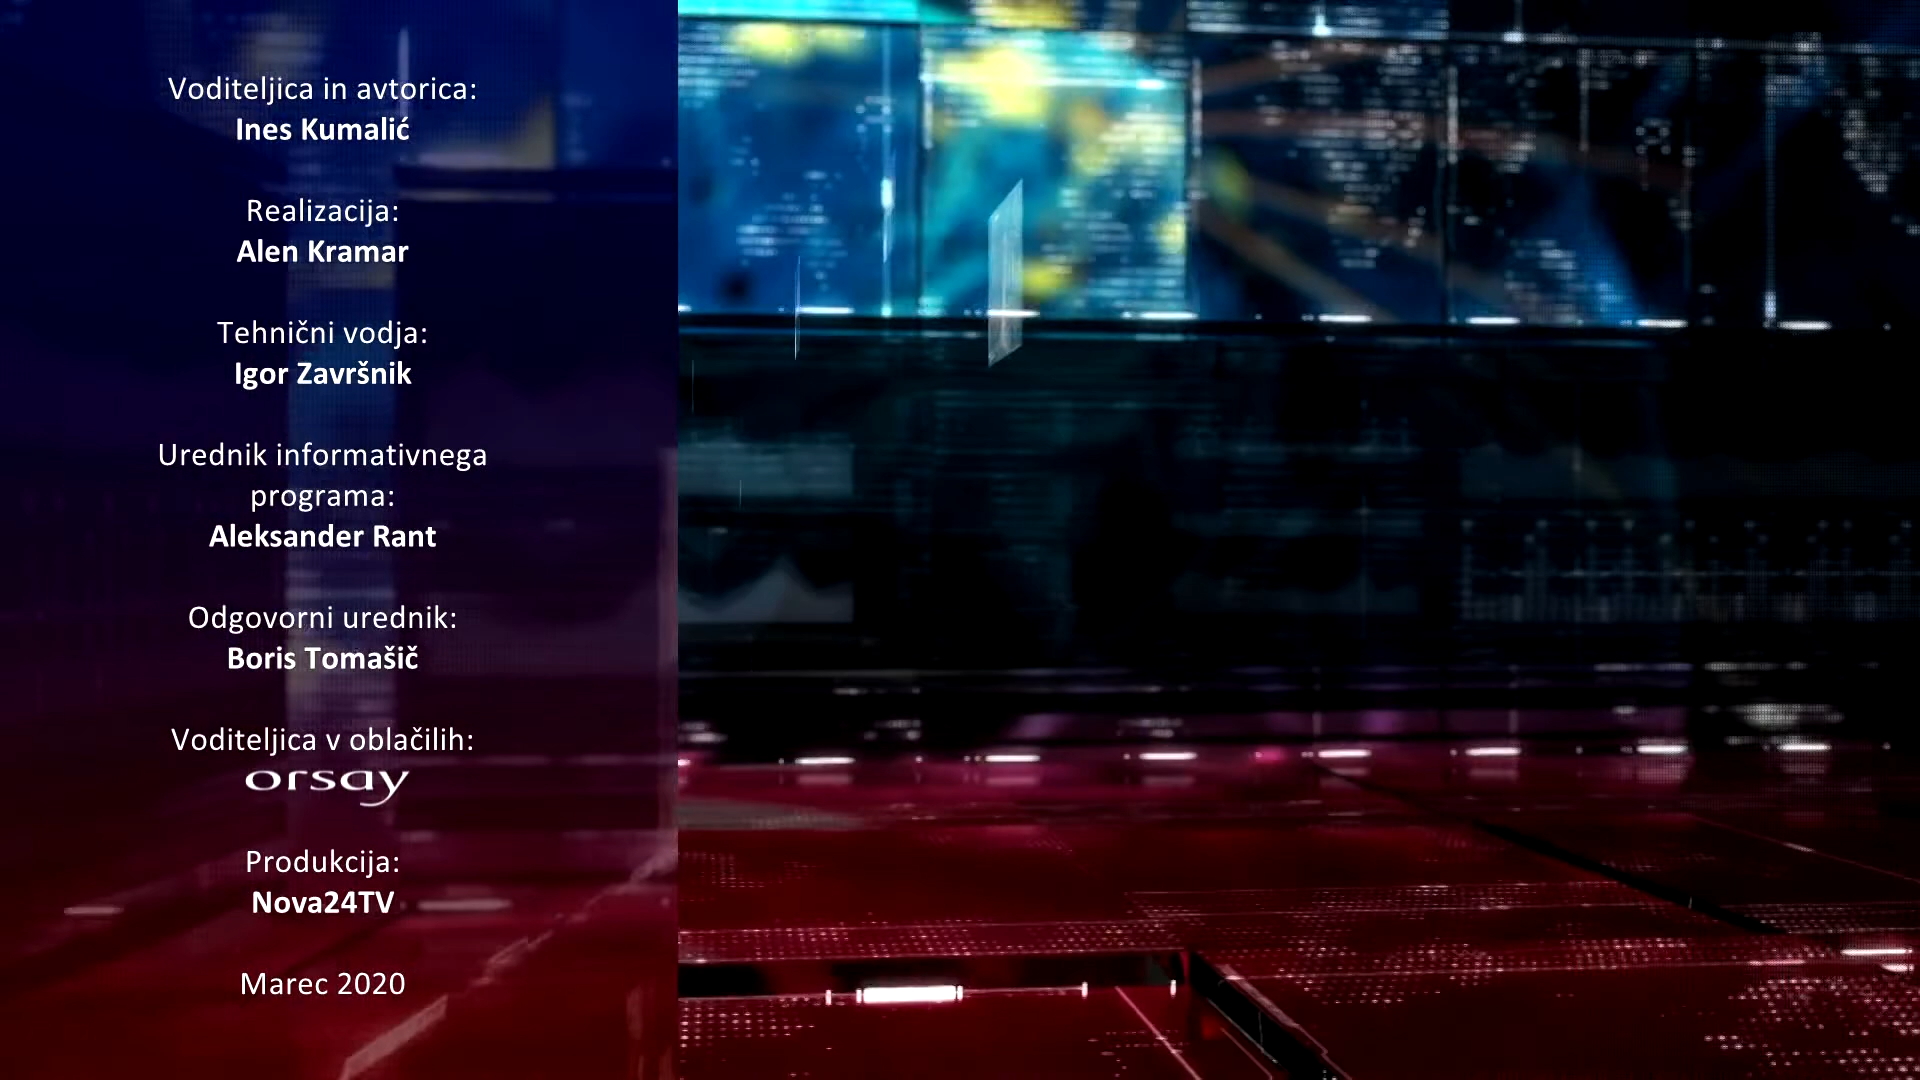 Voditeljica in avtorica:
Ines Kumalić
Realizacija:
Alen Kramar
Tehnični vodja:
Igor Završnik
Urednik informativnega
programa:
Aleksander Rant
Odgovorni urednik:
Boris Tomašič
Voditeljica v oblačilih:
orsay
Produkcija:
Nova24TV
Marec 2020